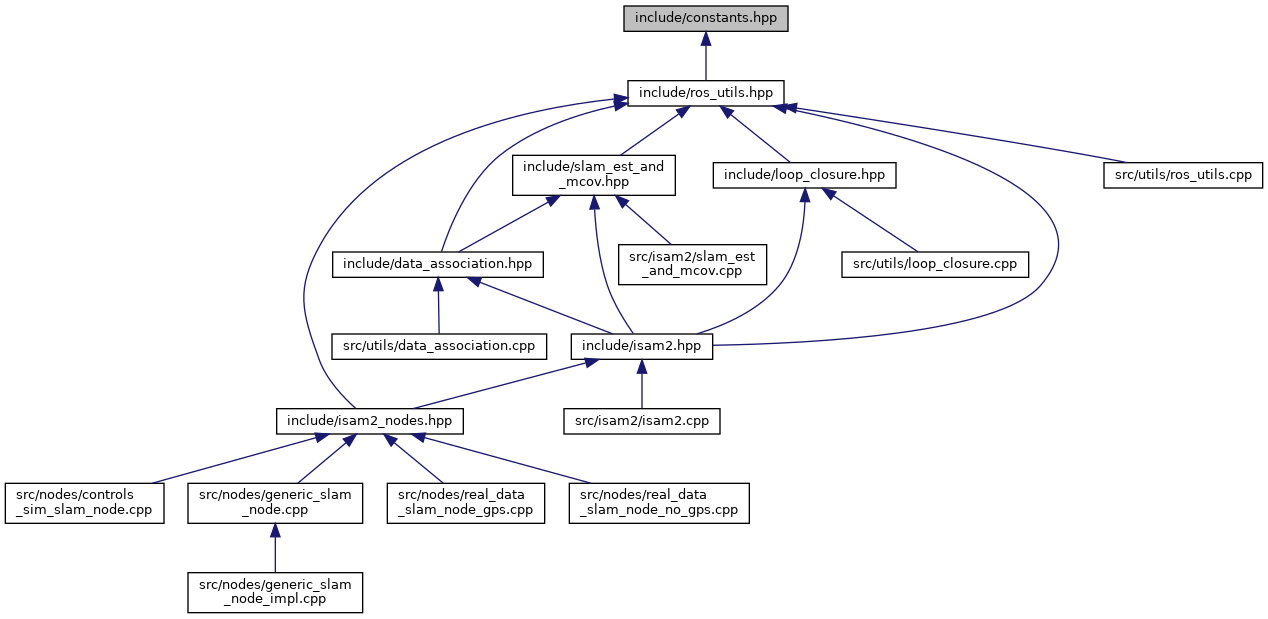 include/constants.hpp
include/ros_utils.hpp
include/slam_est_and
_mcov.hpp
include/loop_closure.hpp
src/utils/ros_utils.cpp
include/data_association.hpp
src/isam2/slam_est
_and_mcov.cpp
src/utils/loop_closure.cpp
src/utils/data_association.cpp
include/isam2.hpp
include/isam2_nodes.hpp
src/isam2/isam2.cpp
src/nodes/controls
_sim_slam_node.cpp
src/nodes/generic_slam
_node.cpp
src/nodes/real_data
_slam_node_gps.cpp
src/nodes/real_data
_slam_node_no_gps.cpp
src/nodes/generic_slam
_node_impl.cpp